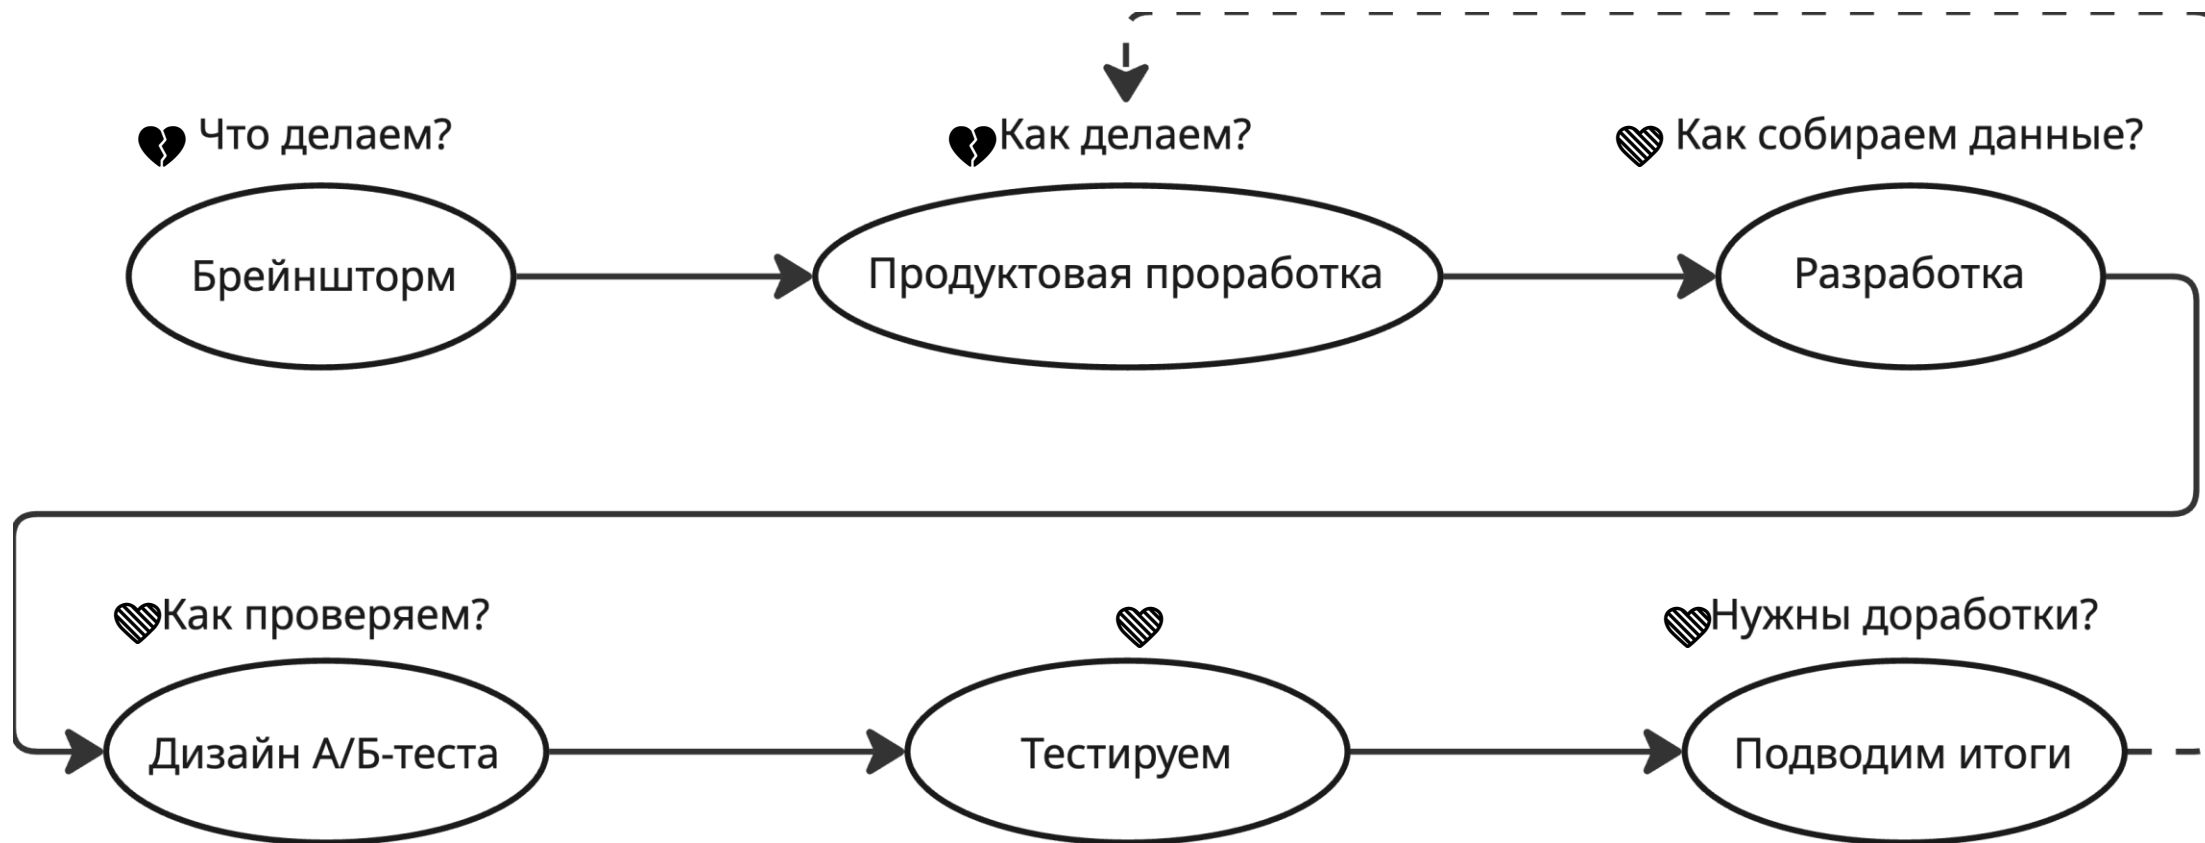 Что делаем?
Как делаем?
Как собираем данные?
Брейншторм
Продуктовая проработка
Разработка
Как проверяем?
Нужны доработки?
Дизайн А/Б-теста
Тестируем
Подводим итоги